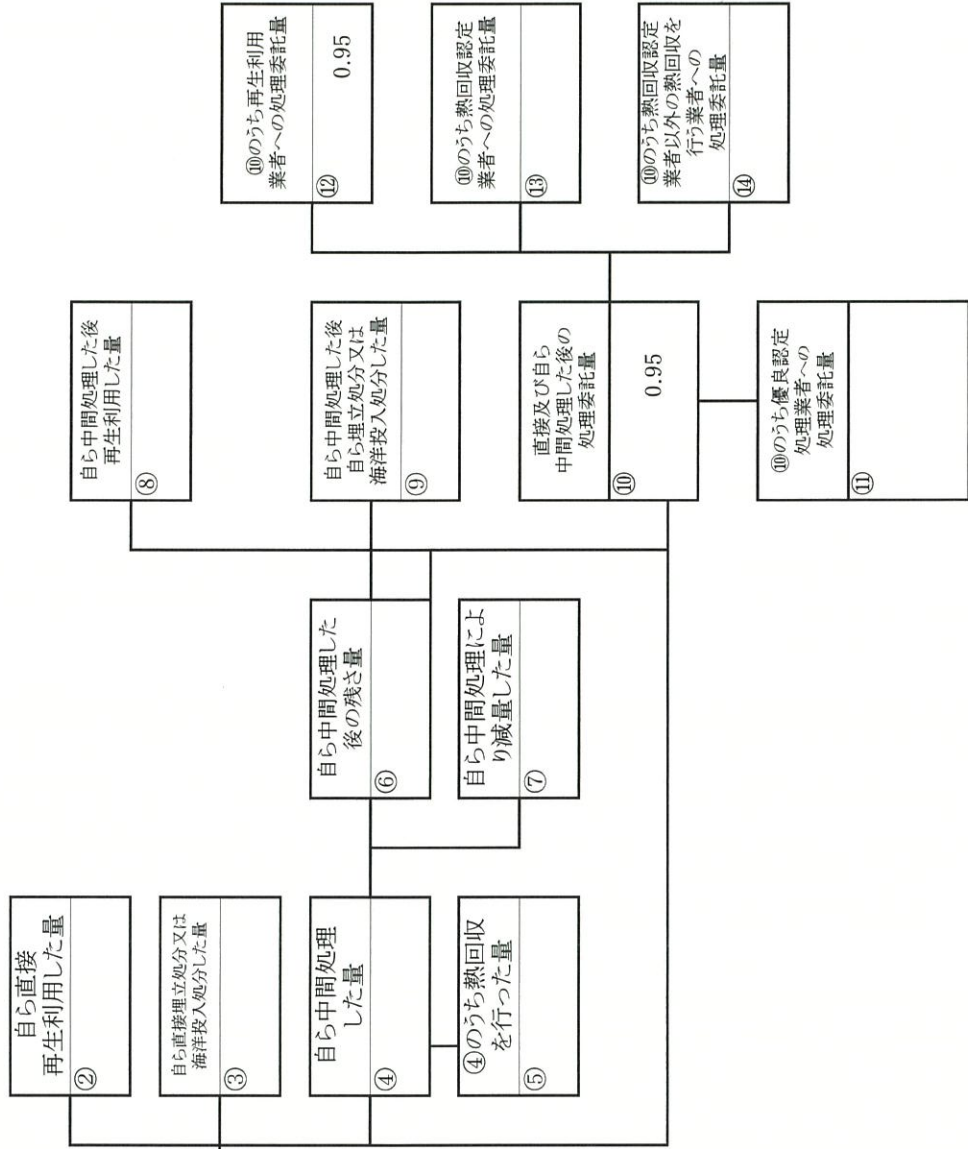 自ら直接
再生利用した量
②
自ら直接埋立処分又は
海洋投入処分した量
③
自ら中間処理
した量
④
④のうち熱回収
を行った量
⑤
自ら中間処理した
後の残さ量
⑥
自ら中間処理によ
り減量した量
⑦
自ら中間処理した後
再生利用した量
⑧
自ら中間処理した後
自ら埋立処分又は
海洋投入処分した量
⑨
直接及び自ら
中間処理した後の
処理委託量
⑩
0.95
⑩のうち優良認定
処理業者への
処理委託量
⑪
⑩のうち再生利用
業者への処理委託量
⑫
0.95
⑩のうち熱回収認定
業者への処理委託量
⑬
⑩のうち熱回収認定
業者以外の熱回収を
行う業者への
処理委託量
⑭